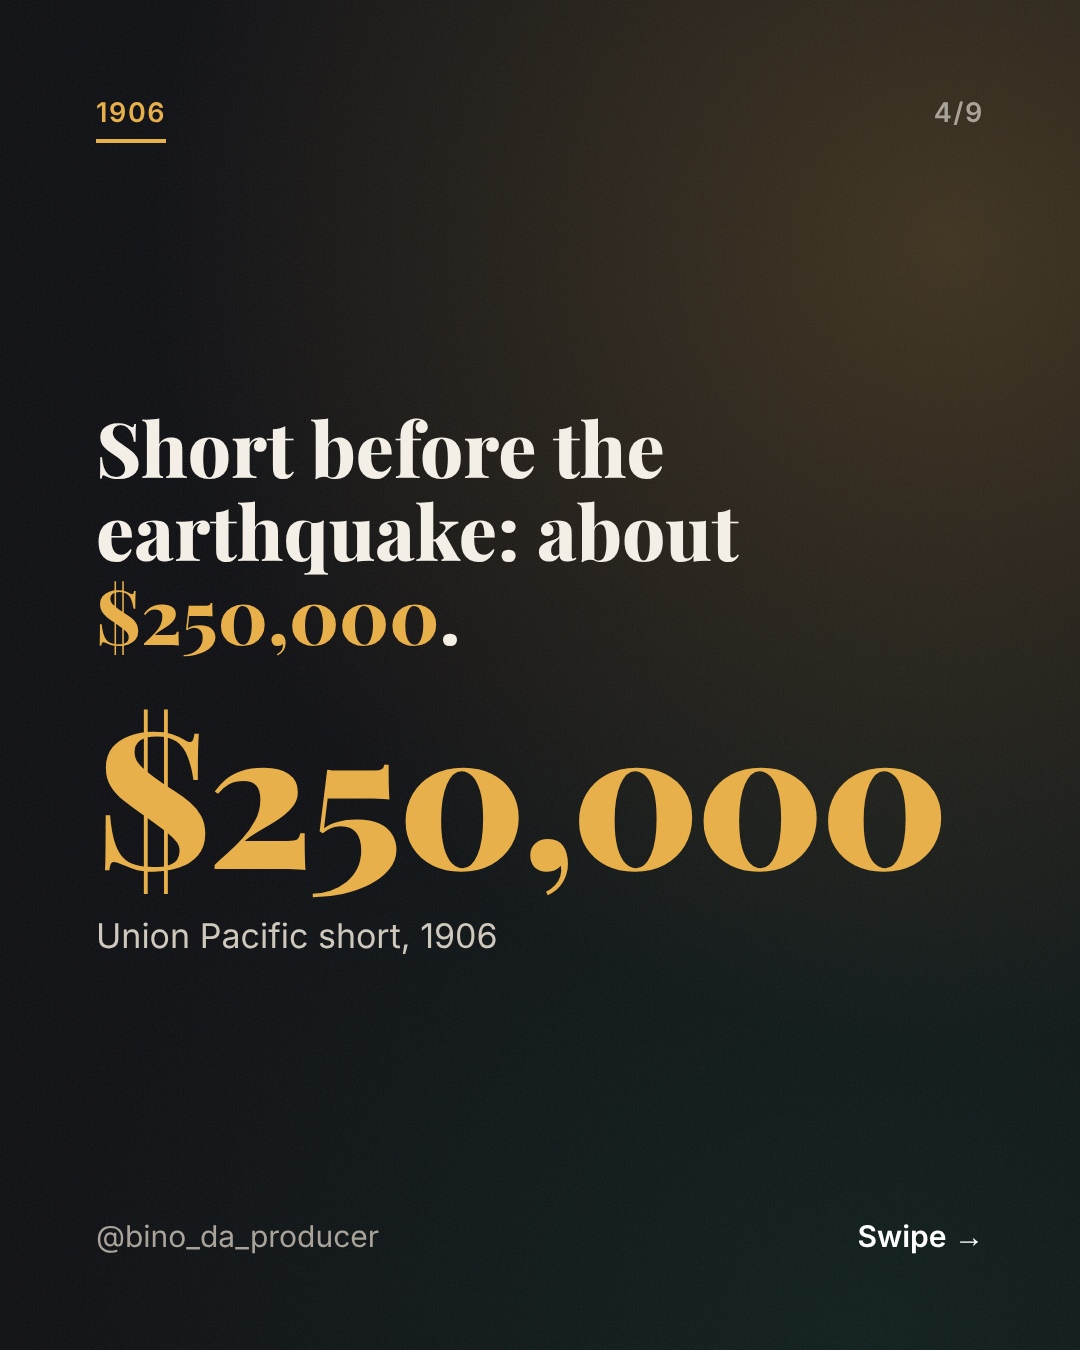 1906
4/9
Short before the
earthquake: about
$250,000.
$250,000
Union Pacific short, 1906
@bino_da_producer
Swipe →